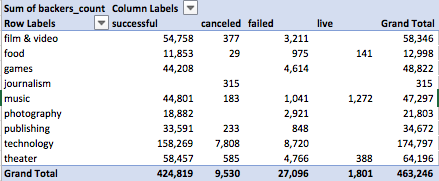 Sum of backers_count Column Labels
Row Labels successful canceled failed live Grand Total
film & video 54,758 377 3,211 58,346
food 11,853 29 975 141 12,998
games 44,208 4,614 48,822
journalism 315 315
music 44,801 183 1,041 1,272 47,297
photography 18,882 2,921 21,803
publishing 33,591 233 848 34,672
technology 158,269 7,808 8,720 174,797
theater 58,457 585 4,766 388 64,196
Grand Total 424,819 9,530 27,096 1,801 463,246